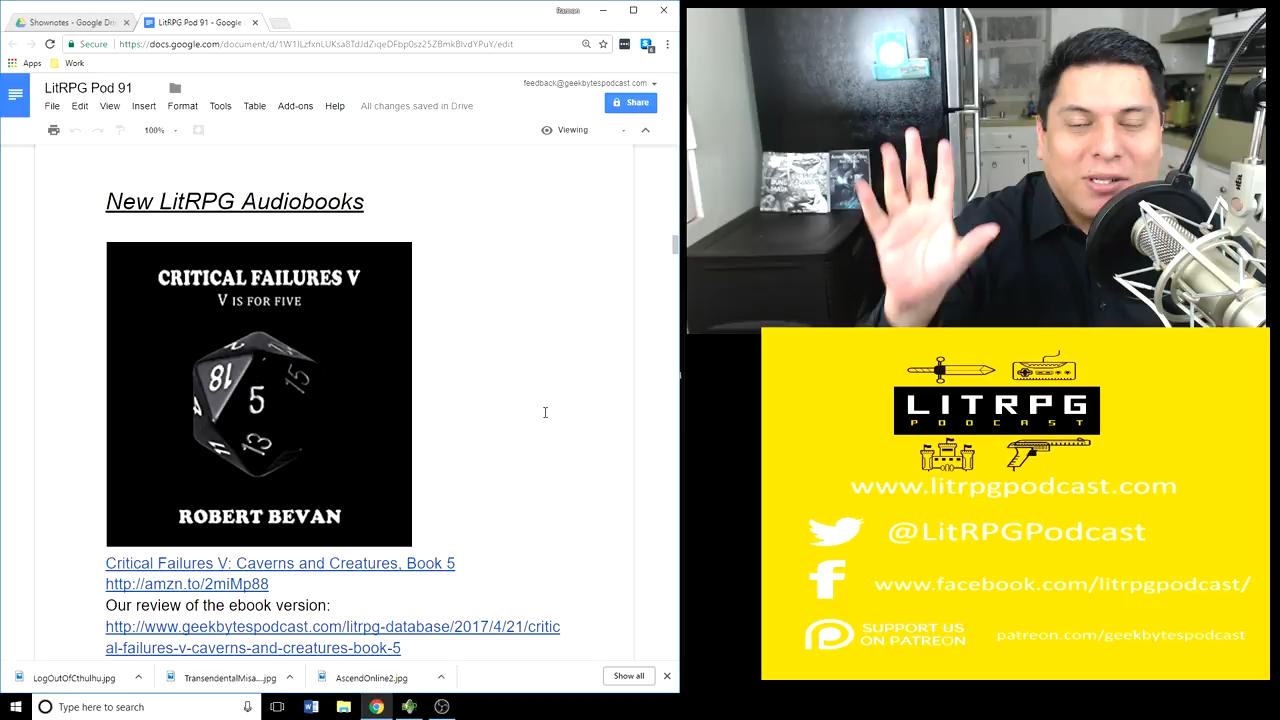 Shownotes - Google Dri
LitRPG Pod 91 - Google
Ramon
Secure
https://docs.google.com/document/d/1W1ILzfxnLUKsa8TdJdZiqeDFbp0sz25Z8mk8lvdYPuY/edit
Apps
Work
LitRPG Pod 91
feedback@geekbytespodcast.com
File Edit View Insert Format Tools Table Add-ons Help All changes saved in Drive
Share
100%
Viewing
New LitRPG Audiobooks
CRITICAL FAILURES V
V IS FOR FIVE
18
5
15
13
11
ROBERT BEVAN
Critical Failures V: Caverns and Creatures, Book 5
http://amzn.to/2miMp88
Our review of the ebook version:
http://www.geekbytespodcast.com/litrpg-database/2017/4/21/critic
al-failures-v-caverns-and-creatures-book-5
LogOutOfCthulhu.jpg
TransendentalMisa....jpg
AscendOnline2.jpg
Show all
Type here to search
LITRPG
PODCAST
www.litrpgpodcast.com
@LitRPGPodcast
www.facebook.com/litrpgpodcast/
SUPPORT US
ON PATREON
patreon.com/geekbytespodcast